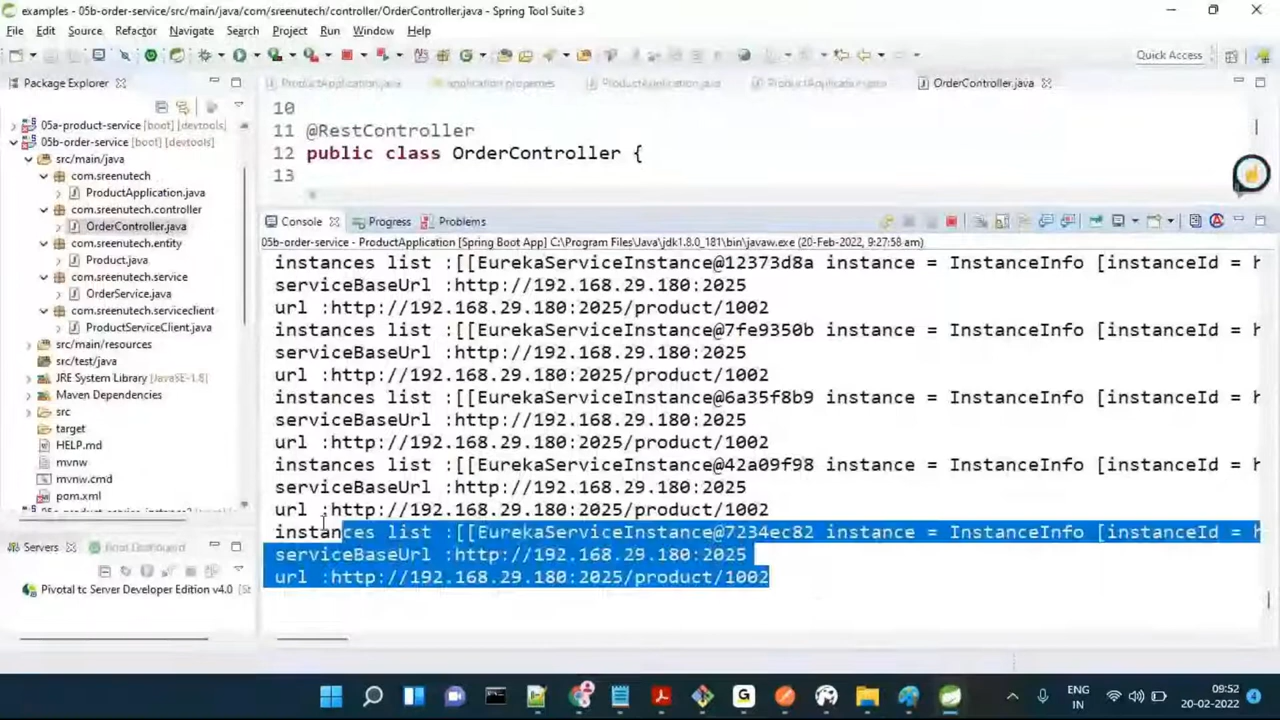 examples - 05b-order-service/src/main/java/com/sreenutech/controller/OrderController.java - Spring Tool Suite 3
File Edit Source Refactor Navigate Search Project Run Window Help
Quick Access
Package Explorer
ProductApplication.java application.properties ProductApplication.java ProductApplication.java OrderController.java
05a-product-service [boot] [devtools]
05b-order-service [boot] [devtools]
src/main/java
com.sreenutech
ProductApplication.java
com.sreenutech.controller
OrderController.java
com.sreenutech.entity
Product.java
com.sreenutech.service
OrderService.java
com.sreenutech.serviceclient
ProductServiceClient.java
src/main/resources
src/test/java
JRE System Library [JavaSE-1.8]
Maven Dependencies
src
target
HELP.md
mvnw
mvnw.cmd
pom.xml
10
11 @RestController
12 public class OrderController {
13
Console Progress Problems
05b-order-service - ProductApplication [Spring Boot App] C:\Program Files\Java\jdk1.8.0_181\bin\javaw.exe (20-Feb-2022, 9:27:58 am)
instances list :[[EurekaServiceInstance@12373d8a instance = InstanceInfo [instanceId = h
serviceBaseUrl :http://192.168.29.180:2025
url :http://192.168.29.180:2025/product/1002
instances list :[[EurekaServiceInstance@7fe9350b instance = InstanceInfo [instanceId = h
serviceBaseUrl :http://192.168.29.180:2025
url :http://192.168.29.180:2025/product/1002
instances list :[[EurekaServiceInstance@6a35f8b9 instance = InstanceInfo [instanceId = h
serviceBaseUrl :http://192.168.29.180:2025
url :http://192.168.29.180:2025/product/1002
instances list :[[EurekaServiceInstance@42a09f98 instance = InstanceInfo [instanceId = h
serviceBaseUrl :http://192.168.29.180:2025
url :http://192.168.29.180:2025/product/1002
instances list :[[EurekaServiceInstance@7234ec82 instance = InstanceInfo [instanceId = h
serviceBaseUrl :http://192.168.29.180:2025
url :http://192.168.29.180:2025/product/1002
Servers Boot Dashboard
Pivotal tc Server Developer Edition v4.0
ENG
IN
09:52
20-02-2022